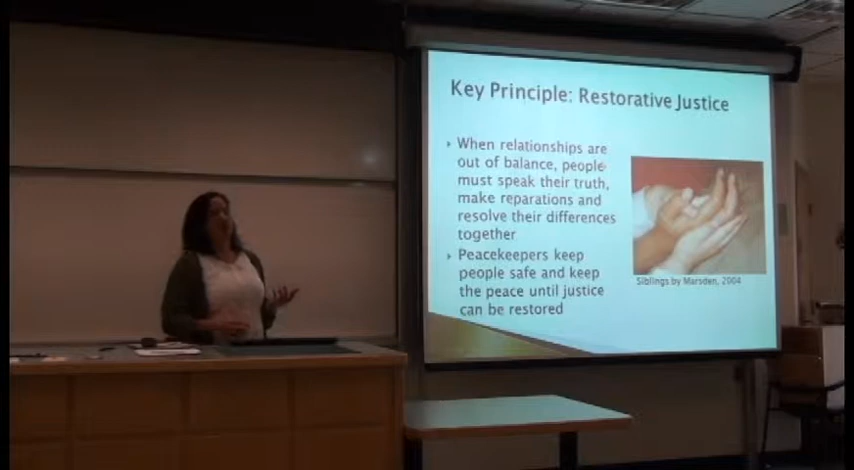 Key Principle: Restorative Justice
When relationships are
out of balance, people
must speak their truth,
make reparations and
resolve their differences
together
Peacekeepers keep
people safe and keep
the peace until justice
can be restored
Siblings by Marsden, 2004